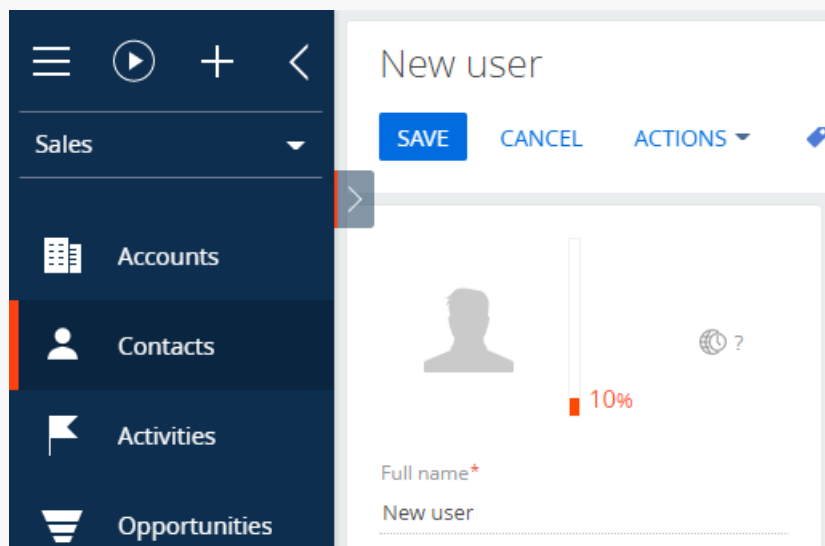 New user
Sales
SAVE CANCEL ACTIONS
Accounts
Contacts
?
Activities
10%
Full name*
New user
Opportunities